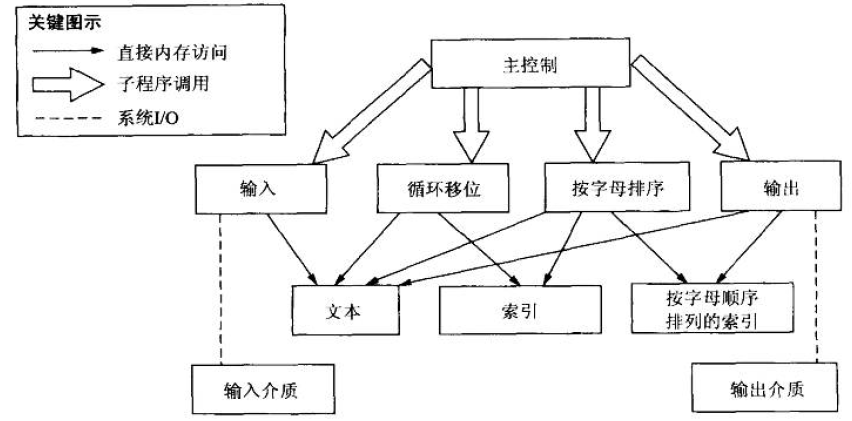 关键图示
直接内存访问
子程序调用
系统I/O
主控制
输入
循环移位
按字母排序
输出
文本
索引
按字母顺序
排列的索引
输入介质
输出介质